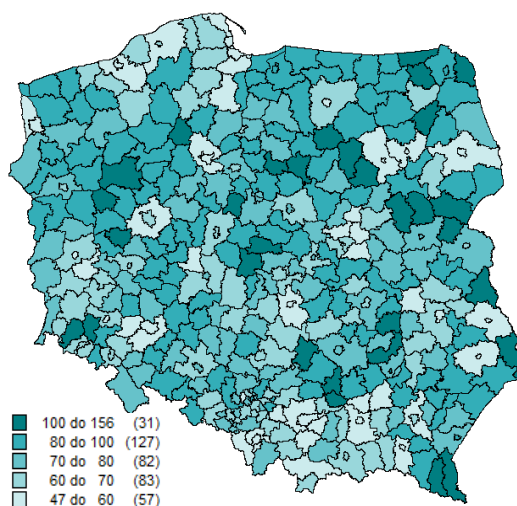 100 do 156 (31)
80 do 100 (127)
70 do 80 (82)
60 do 70 (83)
47 do 60 (57)